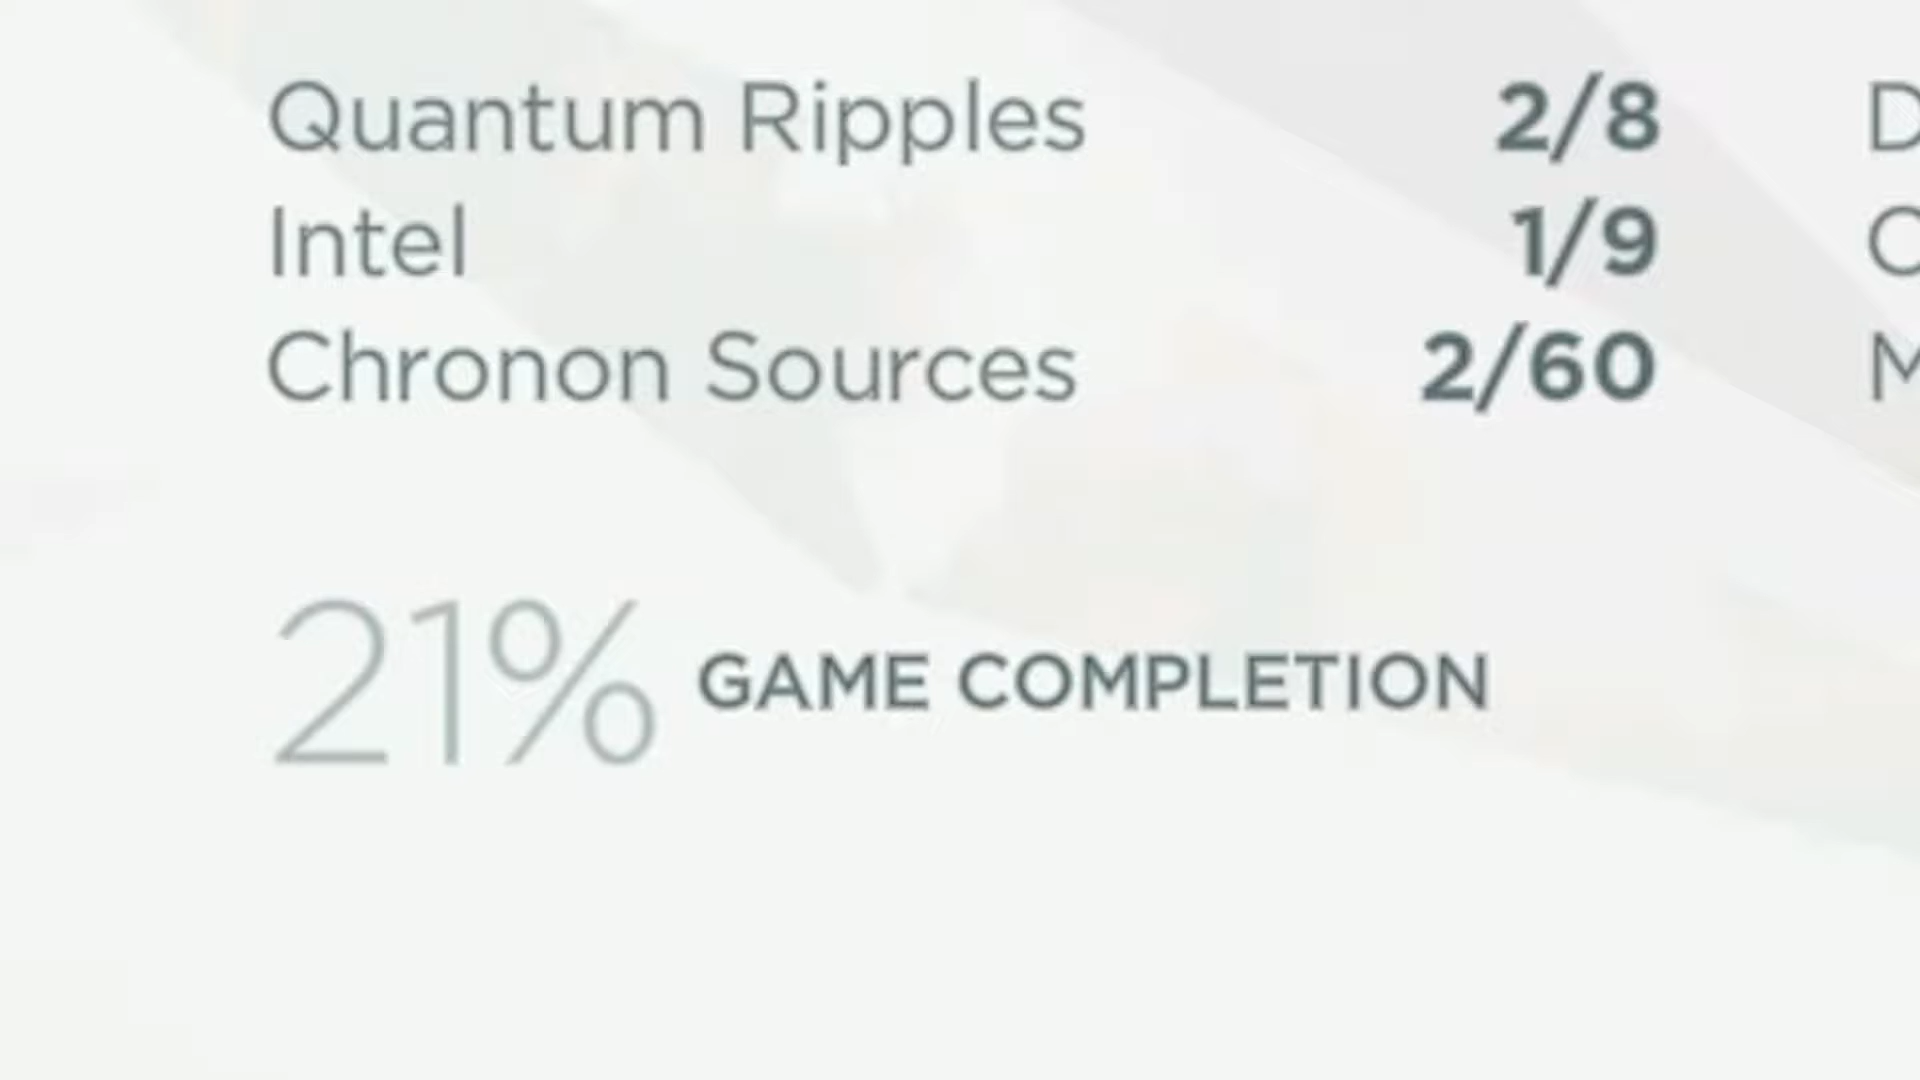 Quantum Ripples 2/8
Intel 1/9
Chronon Sources 2/60
21% GAME COMPLETION